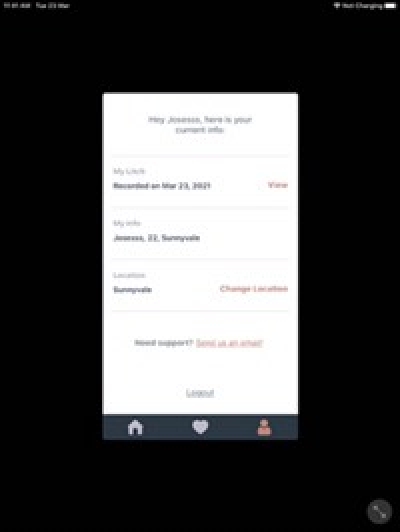 11:41 AM Tue 23 Mar
Not Charging
Hey Josesss, here is your
current info:
My
Recorded on Mar 23, 2021
View
My Info
Josesss, 22, Sunnyvale
Location
Sunnyvale
Change Location
Need support? Send us an email!
Logout